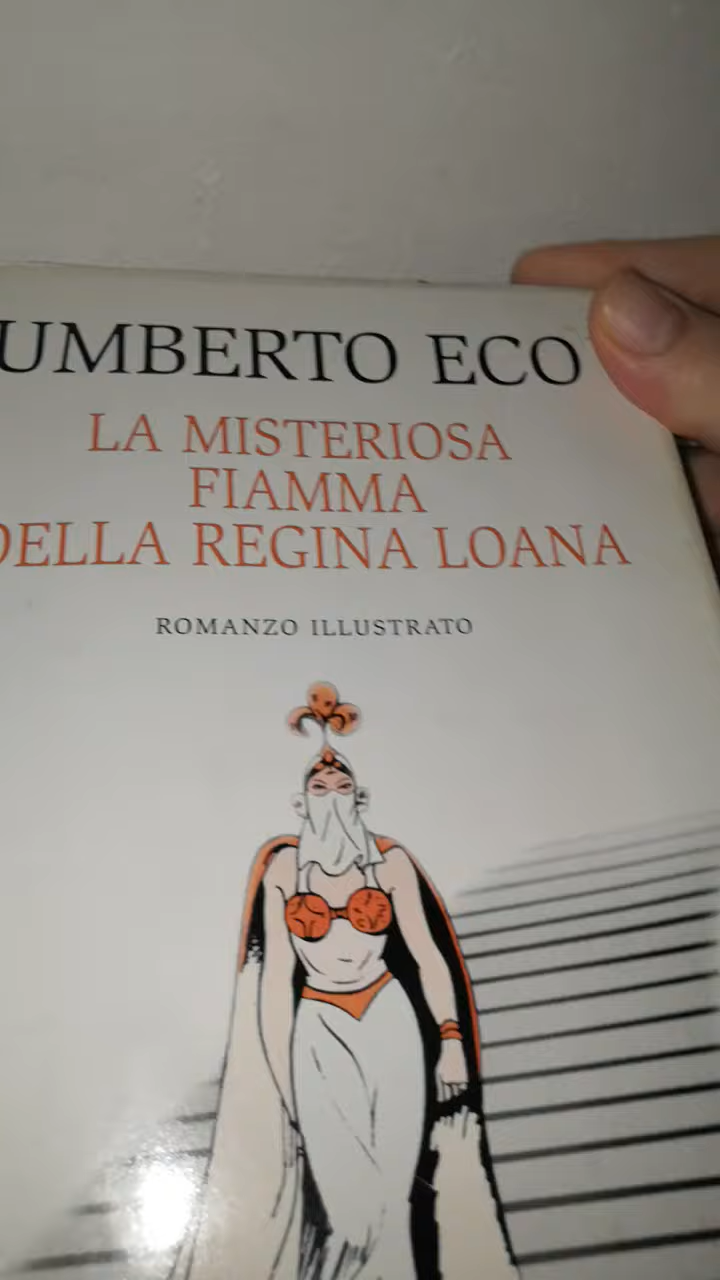 UMBERTO ECO
LA MISTERIOSA
FIAMMA
DELLA REGINA LOANA
ROMANZO ILLUSTRATO